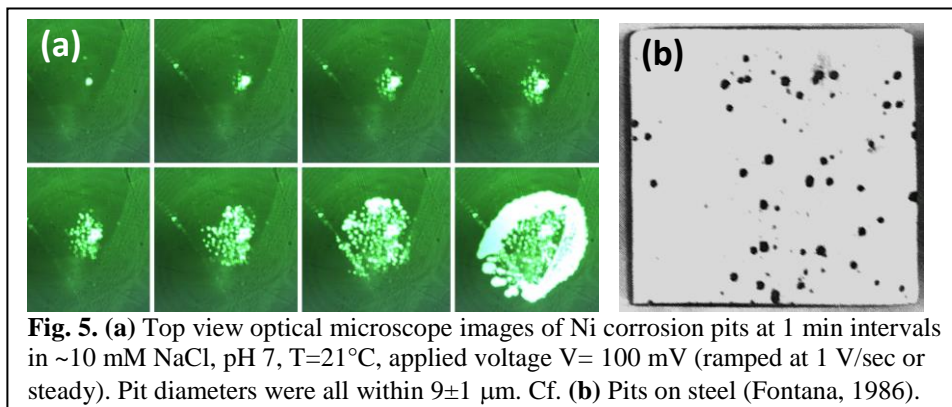 (a)
(b)
Fig. 5. (a) Top view optical microscope images of Ni corrosion pits at 1 min intervals
in ~10 mM NaCl, pH 7, T=21°C, applied voltage V= 100 mV (ramped at 1 V/sec or
steady). Pit diameters were all within 9±1 μm. Cf. (b) Pits on steel (Fontana, 1986).